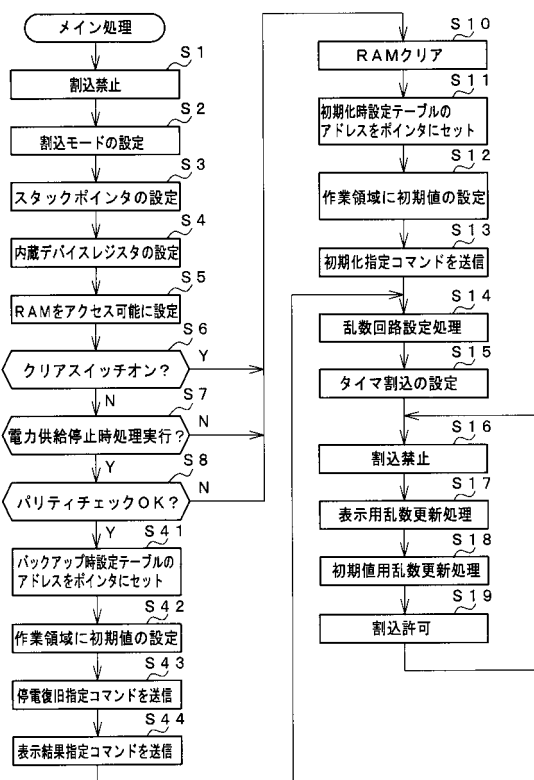 メイン処理
S1
割込禁止
S2
割込モードの設定
S3
スタックポインタの設定
S4
内蔵デバイスレジスタの設定
S5
RAMをアクセス可能に設定
S6
クリアスイッチオン?
Y
N
S7
電力供給停止時処理実行?
N
Y
S8
パリティチェックOK?
N
Y
S41
バックアップ時設定テーブルの
アドレスをポインタにセット
S42
作業領域に初期値の設定
S43
停電復旧指定コマンドを送信
S44
表示結果指定コマンドを送信
S10
RAMクリア
S11
初期化時設定テーブルの
アドレスをポインタにセット
S12
作業領域に初期値の設定
S13
初期化指定コマンドを送信
S14
乱数回路設定処理
S15
タイマ割込の設定
S16
割込禁止
S17
表示用乱数更新処理
S18
初期値用乱数更新処理
S19
割込許可